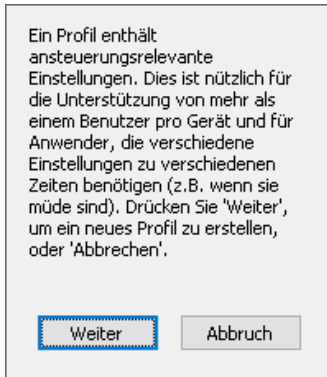 Ein Profil enthält
ansteuerungsrelevante
Einstellungen. Dies ist nützlich für
die Unterstützung von mehr als
einem Benutzer pro Gerät und für
Anwender, die verschiedene
Einstellungen zu verschiedenen
Zeiten benötigen (z.B. wenn sie
müde sind). Drücken Sie 'Weiter',
um ein neues Profil zu erstellen,
oder 'Abbrechen'.
Weiter Abbruch